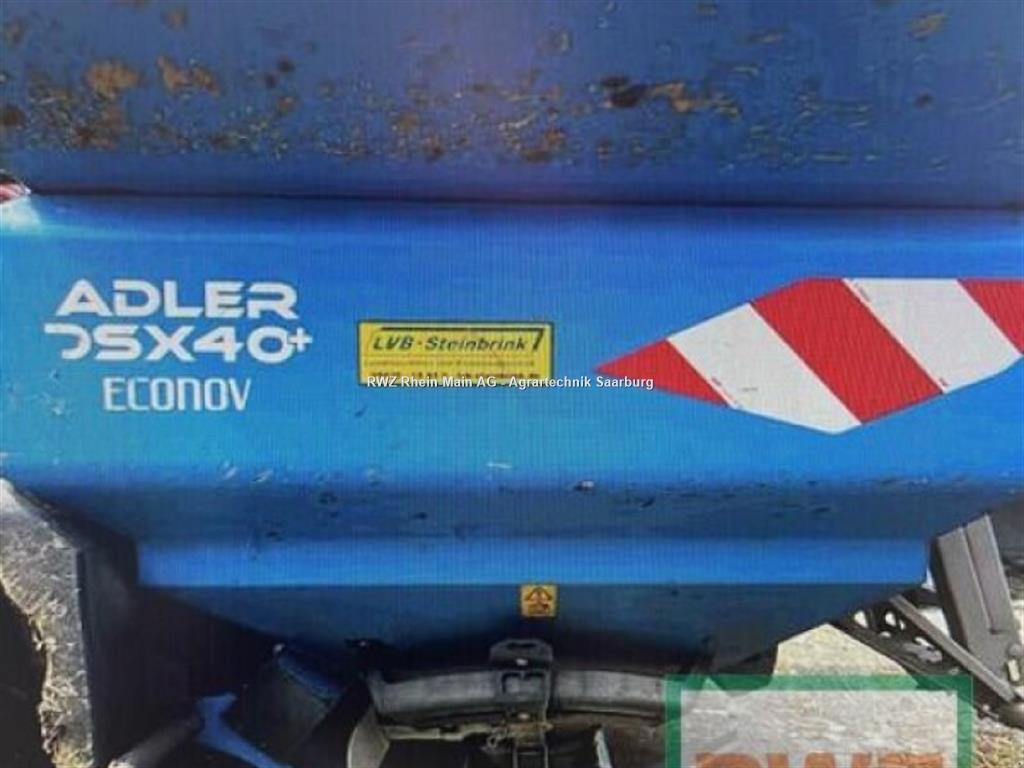 ADLER
DSX40+
ECONOV
LVB-Steinbrink
RWZ Rhein Main AG - Agrartechnik Saarburg